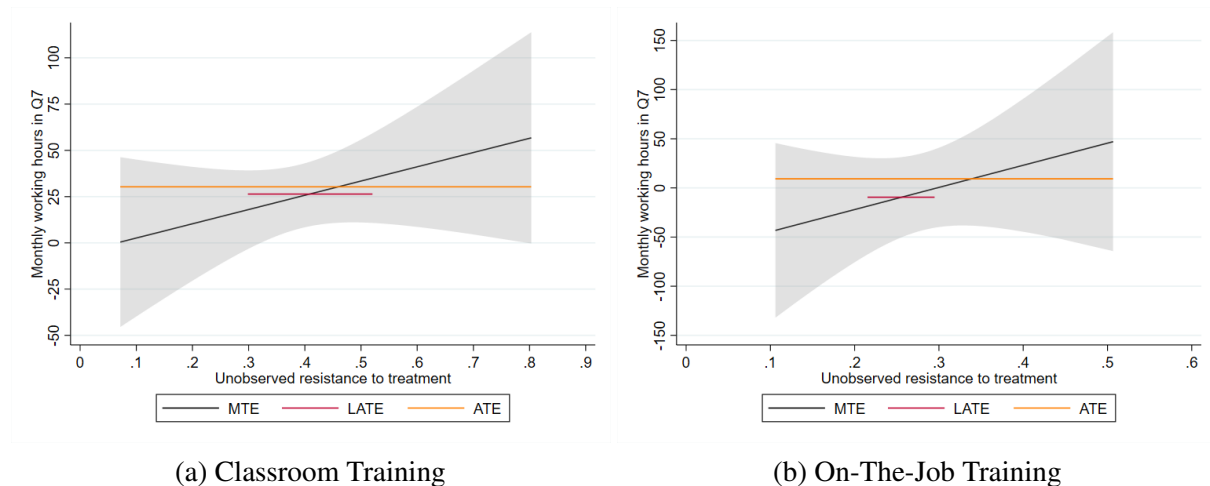 Monthly working hours in Q7
100
75
50
25
0
-25
-50
0 .1 .2 .3 .4 .5 .6 .7 .8 .9
Unobserved resistance to treatment
MTE LATE ATE
(a) Classroom Training
Monthly working hours in Q7
150
100
50
0
-50
-100
-150
0 .1 .2 .3 .4 .5 .6
Unobserved resistance to treatment
MTE LATE ATE
(b) On-The-Job Training